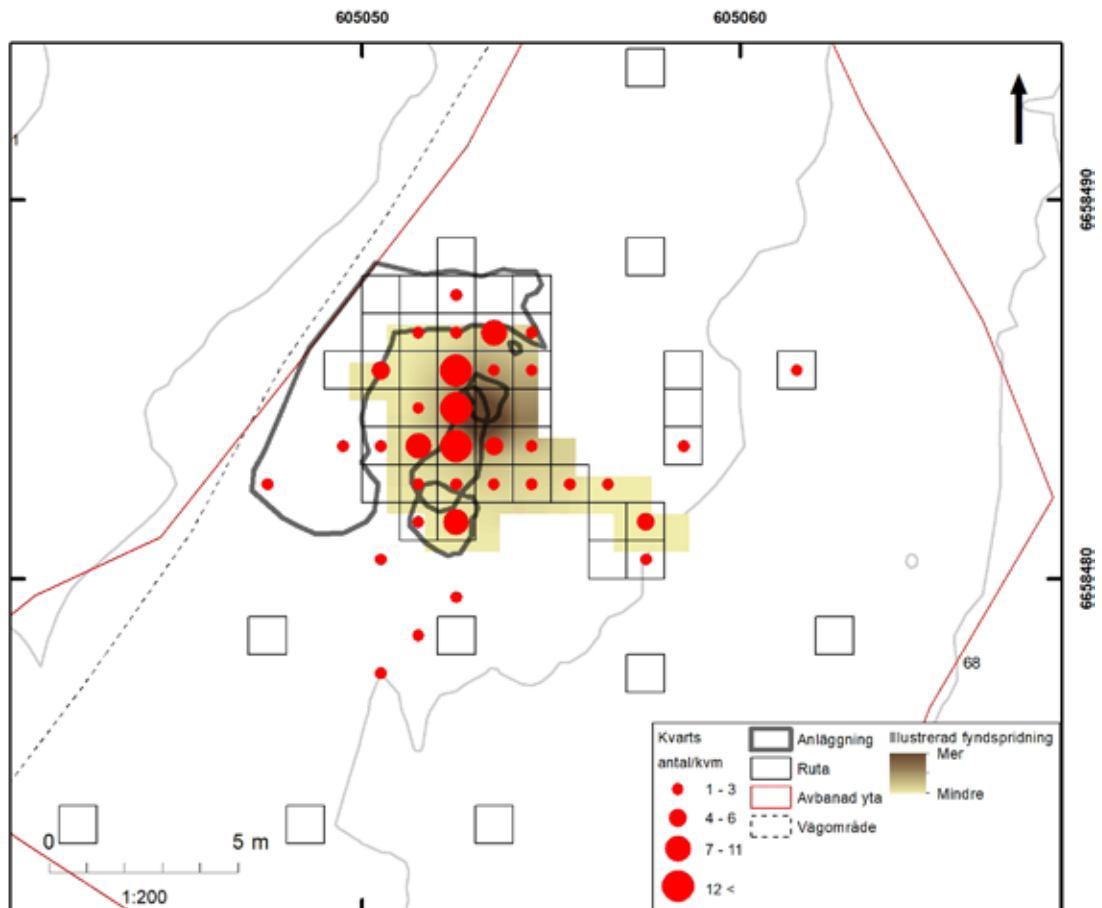 605050 605060
6658490
6658480
68
Kvarts
antal/kvm
1 - 3
4 - 6
7 - 11
12 <
Anläggning
Ruta
Avbanad yta
Vägområde
Illustrerad fyndspridning
Mer
Mindre
0 5 m
1:200